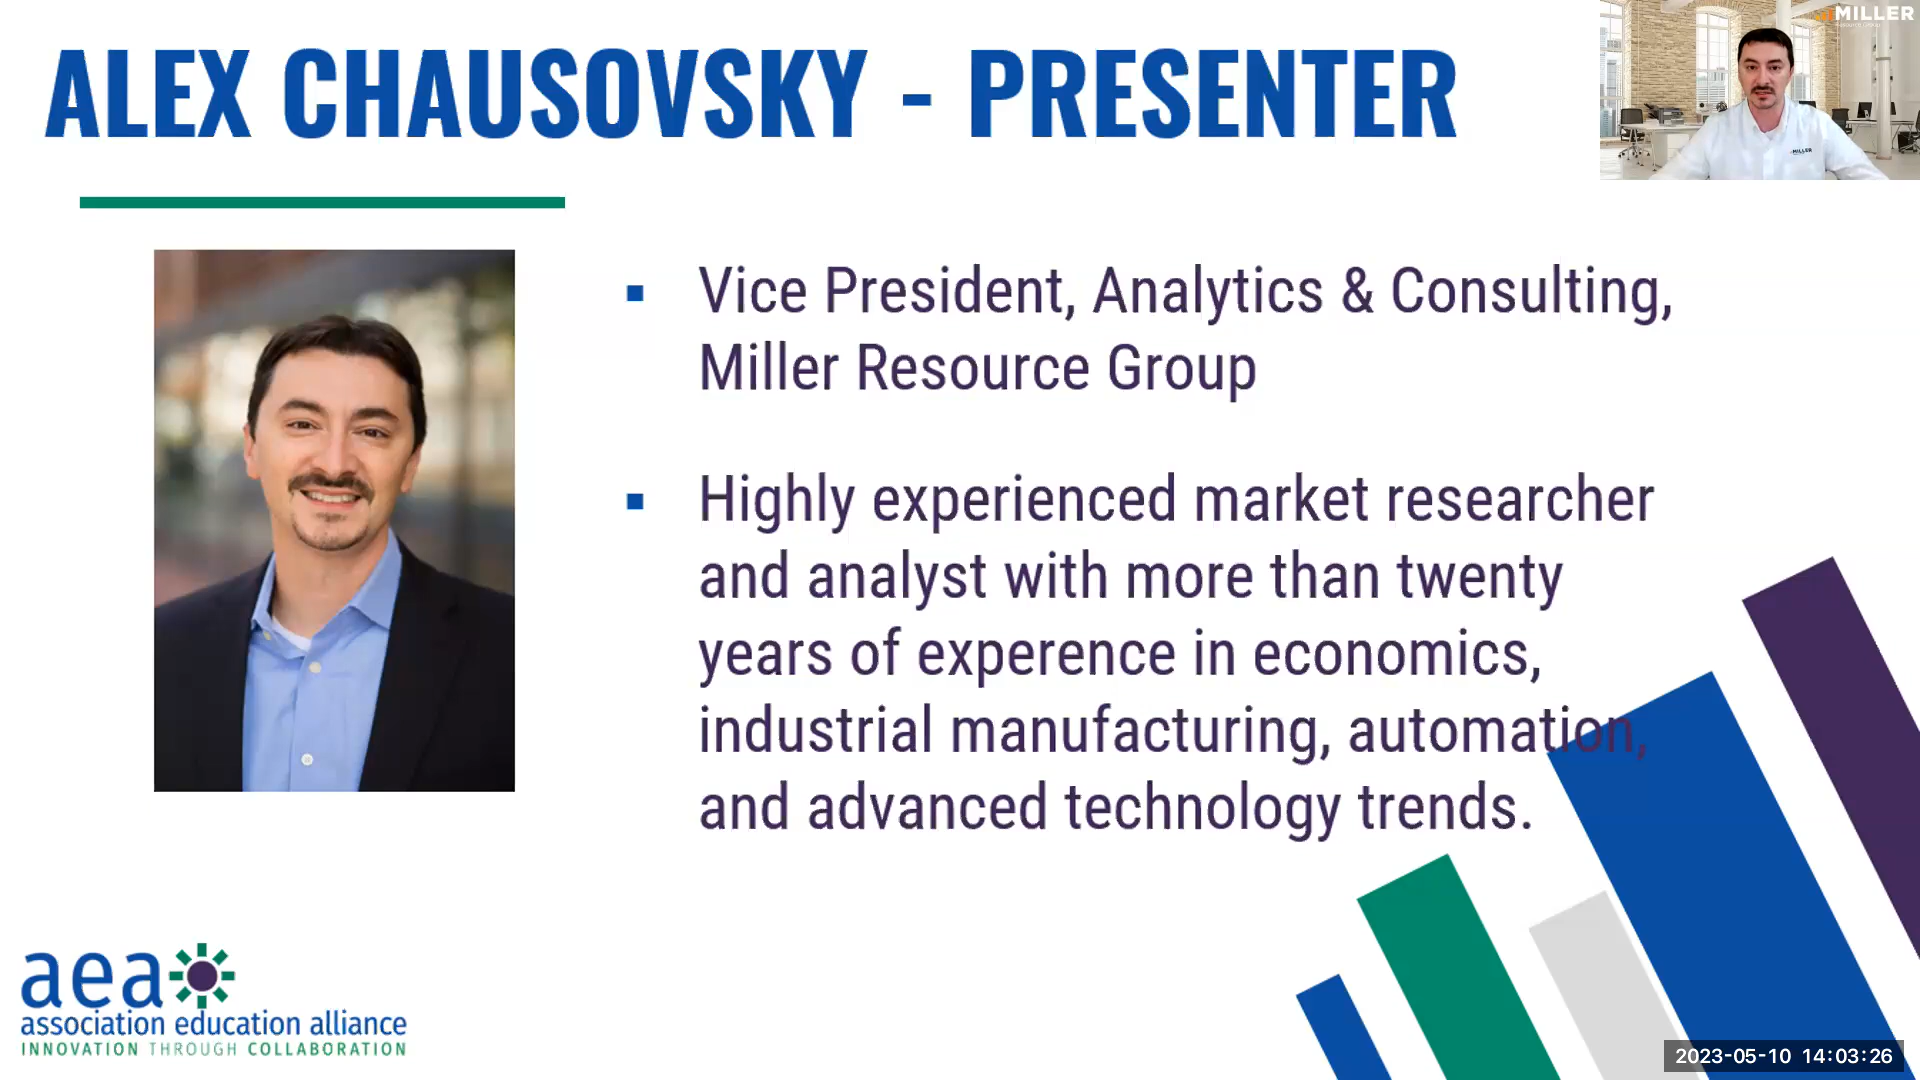 ALEX CHAUSOVSKY - PRESENTER
MILLER
MILLER
▪ Vice President, Analytics & Consulting,
Miller Resource Group
▪ Highly experienced market researcher
and analyst with more than twenty
years of experence in economics,
industrial manufacturing, automation,
and advanced technology trends.
aea
association education alliance
INNOVATION THROUGH COLLABORATION
2023-05-10 14:03:26